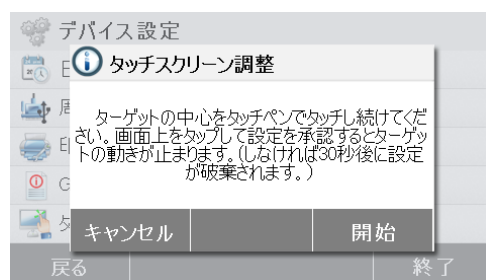 デバイス設定
タッチスクリーン調整
ターゲットの中心をタッチペンでタッチし続けてくだ
さい。画面上をタップして設定を承認するとターゲッ
トの動きが止まります。(しなければ30秒後に設定
が破棄されます。)
キャンセル
開始
戻る
終了